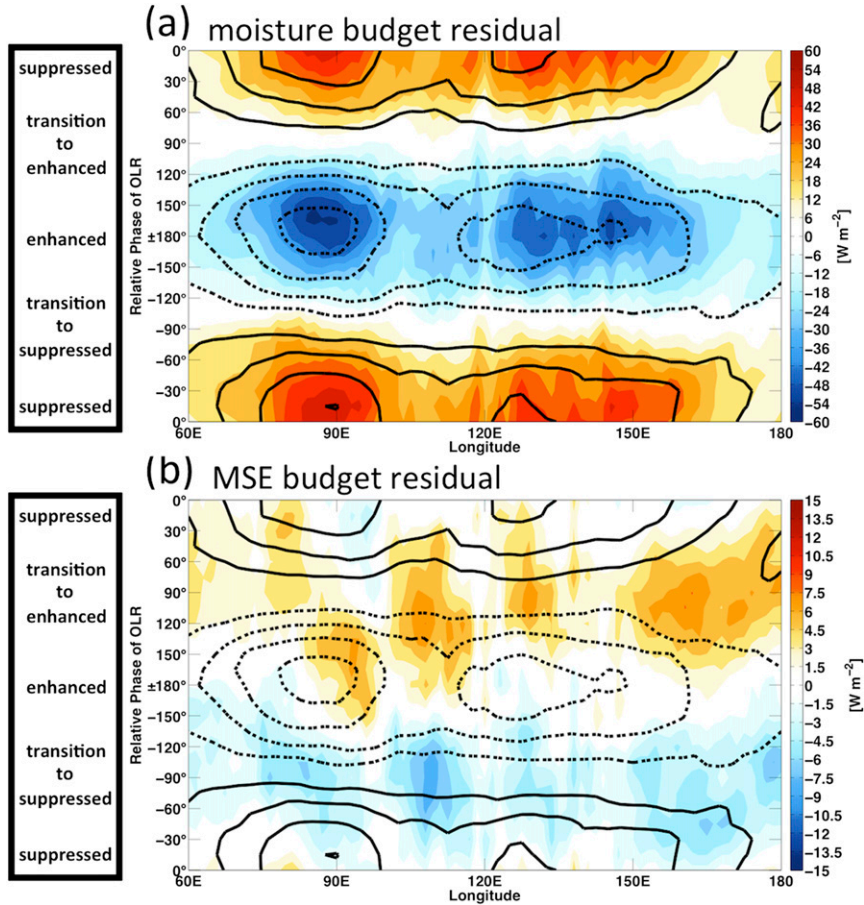 (a) moisture budget residual
suppressed
transition
to
enhanced
enhanced
transition
to
suppressed
suppressed
Relative Phase of OLR
0°
30°
60°
90°
120°
150°
±180°
−150°
−120°
−90°
−60°
−30°
0°
60E 90E 120E 150E 180
Longitude
60
54
48
42
36
30
24
18
12
6
0
−6
−12
−18
−24
−30
−36
−42
−48
−54
−60
[W m⁻²]
(b) MSE budget residual
suppressed
transition
to
enhanced
enhanced
transition
to
suppressed
suppressed
Relative Phase of OLR
0°
30°
60°
90°
120°
150°
±180°
−150°
−120°
−90°
−60°
−30°
0°
60E 90E 120E 150E 180
Longitude
15
13.5
12
10.5
9
7.5
6
4.5
3
1.5
0
−1.5
−3
−4.5
−6
−7.5
−9
−10.5
−12
−13.5
−15
[W m⁻²]